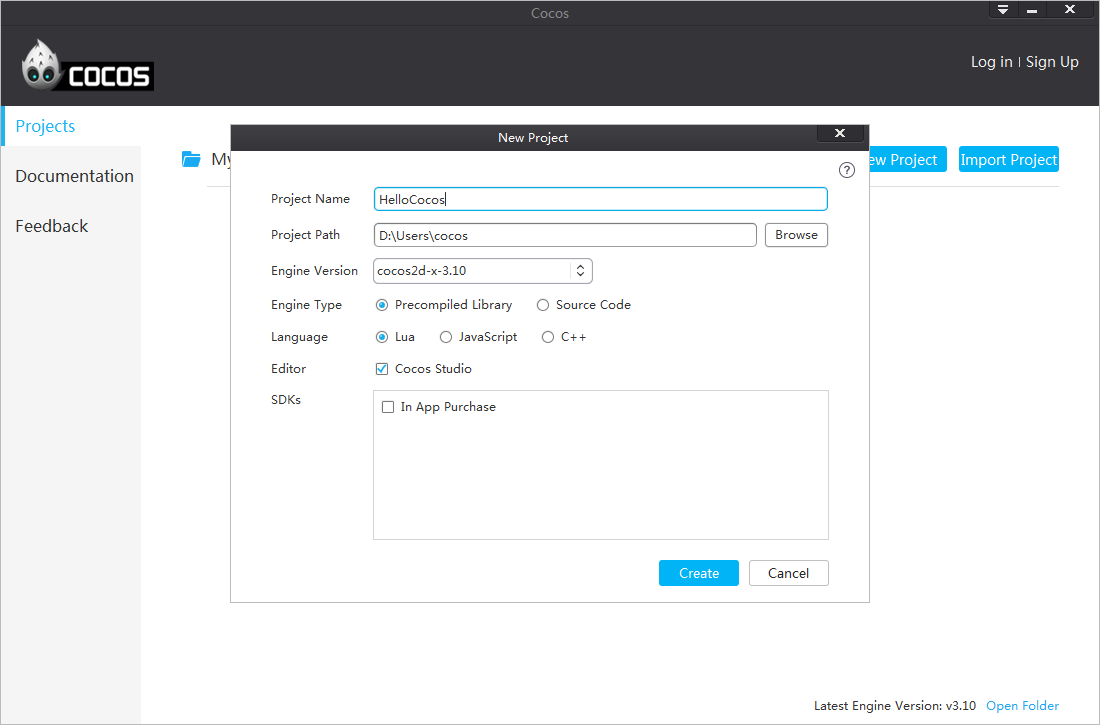 Cocos
COCOS
Log in | Sign Up
Projects
Documentation
Feedback
My
ew Project
Import Project
New Project
?
Project Name
HelloCocos
Project Path
D:\Users\cocos
Browse
Engine Version
cocos2d-x-3.10
Engine Type
Precompiled Library
Source Code
Language
Lua
JavaScript
C++
Editor
Cocos Studio
SDKs
In App Purchase
Create
Cancel
Latest Engine Version: v3.10
Open Folder